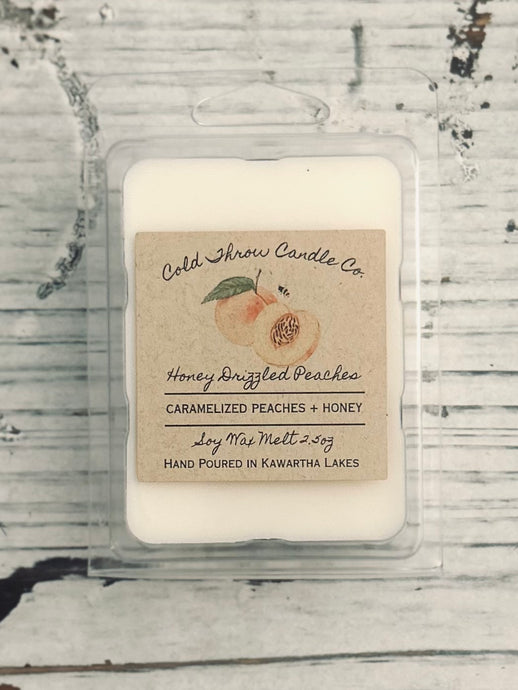 Cold Throw Candle Co.
Honey Drizzled Peaches
CARAMELIZED PEACHES + HONEY
Soy Wax Melt 2.5oz
HAND POURED IN KAWARTHA LAKES